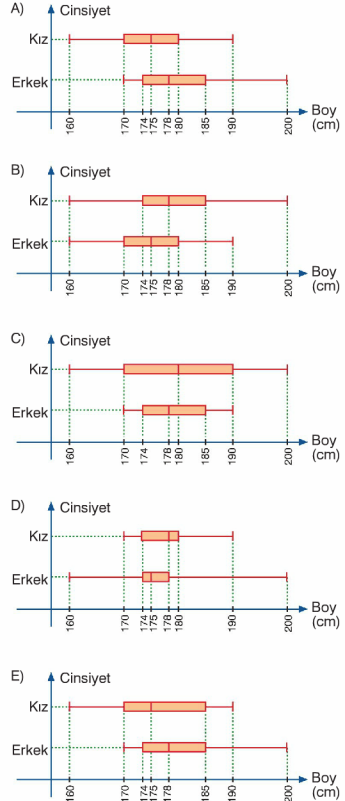 A)
Cinsiyet
Kız
Erkek
Boy
(cm)
160 170 174 175 178 180 185 190 200
B)
Cinsiyet
Kız
Erkek
Boy
(cm)
160 170 174 175 178 180 185 190 200
C)
Cinsiyet
Kız
Erkek
Boy
(cm)
160 170 174 178 180 185 190 200
D)
Cinsiyet
Kız
Erkek
Boy
(cm)
160 170 174 175 178 180 190 200
E)
Cinsiyet
Kız
Erkek
Boy
(cm)
160 170 174 175 178 185 190 200